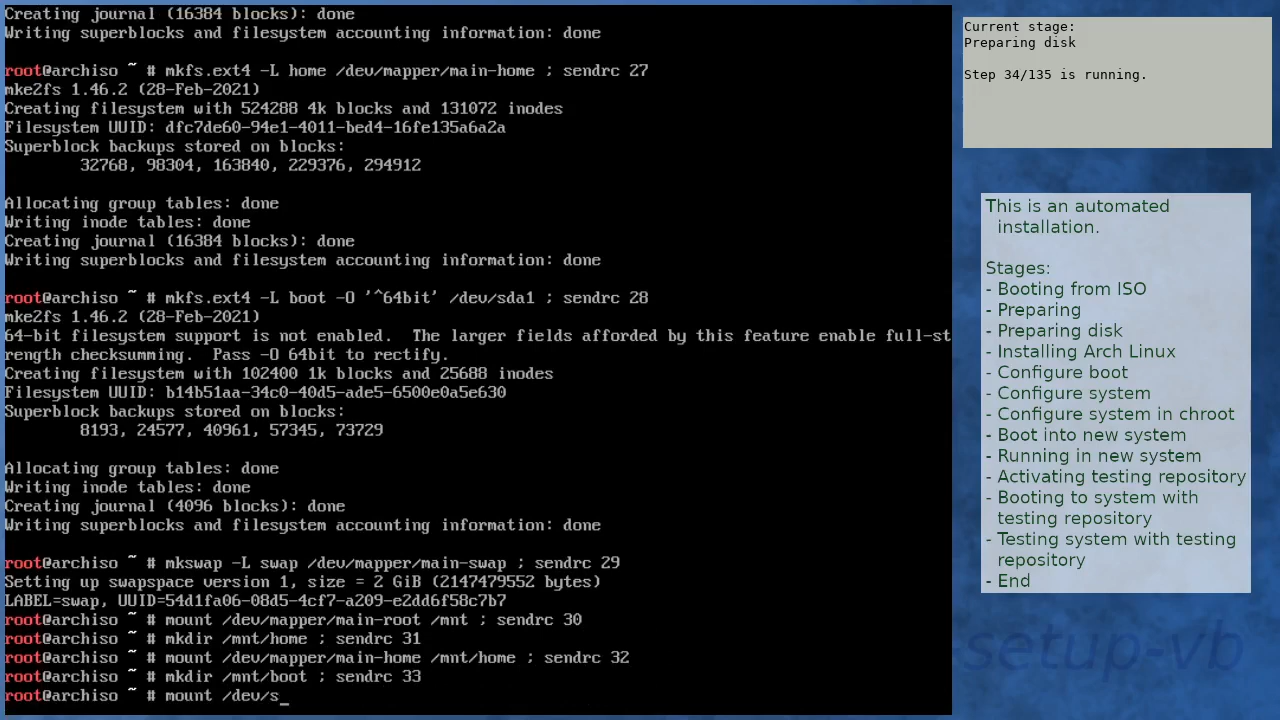 Creating journal (16384 blocks): done
Writing superblocks and filesystem accounting information: done
root@archiso ~ # mkfs.ext4 -L home /dev/mapper/main-home ; sendrc 27
mke2fs 1.46.2 (28-Feb-2021)
Creating filesystem with 524288 4k blocks and 131072 inodes
Filesystem UUID: dfc7de60-94e1-4011-bed4-16fe135a6a2a
Superblock backups stored on blocks:
32768, 98304, 163840, 229376, 294912
Allocating group tables: done
Writing inode tables: done
Creating journal (16384 blocks): done
Writing superblocks and filesystem accounting information: done
root@archiso ~ # mkfs.ext4 -L boot -O '^64bit' /dev/sda1 ; sendrc 28
mke2fs 1.46.2 (28-Feb-2021)
64-bit filesystem support is not enabled.  The larger fields afforded by this feature enable full-st
rength checksumming.  Pass -O 64bit to rectify.
Creating filesystem with 102400 1k blocks and 25688 inodes
Filesystem UUID: b14b51aa-34c0-40d5-ade5-6500e0a5e630
Superblock backups stored on blocks:
8193, 24577, 40961, 57345, 73729
Allocating group tables: done
Writing inode tables: done
Creating journal (4096 blocks): done
Writing superblocks and filesystem accounting information: done
root@archiso ~ # mkswap -L swap /dev/mapper/main-swap ; sendrc 29
Setting up swapspace version 1, size = 2 GiB (2147479552 bytes)
LABEL=swap, UUID=54d1fa06-08d5-4cf7-a209-e2dd6f58c7b7
root@archiso ~ # mount /dev/mapper/main-root /mnt ; sendrc 30
root@archiso ~ # mkdir /mnt/home ; sendrc 31
root@archiso ~ # mount /dev/mapper/main-home /mnt/home ; sendrc 32
root@archiso ~ # mkdir /mnt/boot ; sendrc 33
root@archiso ~ # mount /dev/s_
Current stage:
Preparing disk
Step 34/135 is running.
This is an automated
installation.
Stages:
- Booting from ISO
- Preparing
- Preparing disk
- Installing Arch Linux
- Configure boot
- Configure system
- Configure system in chroot
- Boot into new system
- Running in new system
- Activating testing repository
- Booting to system with
testing repository
- Testing system with testing
repository
- End
-setup-vb